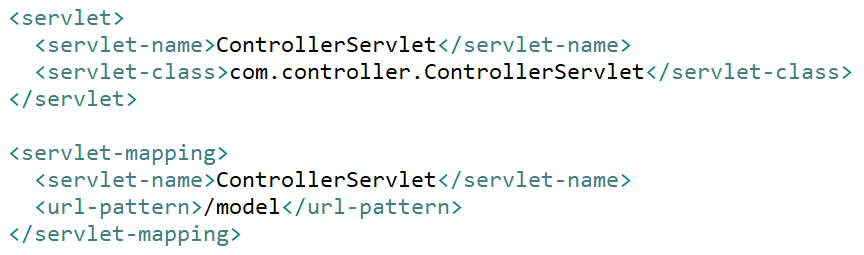 <servlet>
  <servlet-name>ControllerServlet</servlet-name>
  <servlet-class>com.controller.ControllerServlet</servlet-class>
</servlet>

<servlet-mapping>
  <servlet-name>ControllerServlet</servlet-name>
  <url-pattern>/model</url-pattern>
</servlet-mapping>